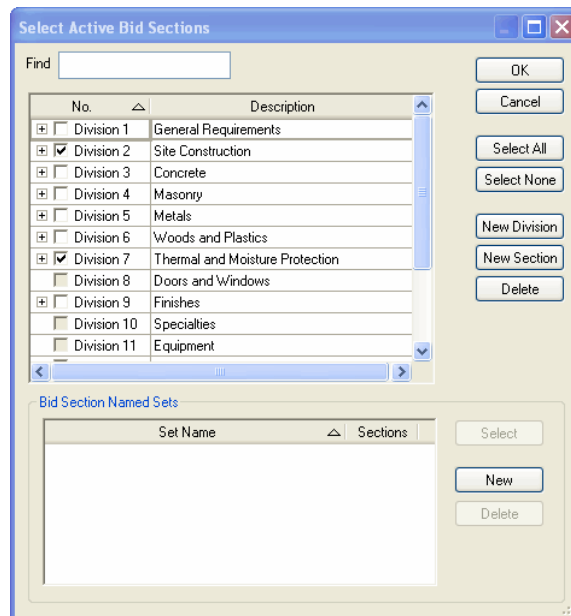 Select Active Bid Sections
Find
OK
Cancel
Select All
Select None
New Division
New Section
Delete
No. Description
Division 1 General Requirements
Division 2 Site Construction
Division 3 Concrete
Division 4 Masonry
Division 5 Metals
Division 6 Woods and Plastics
Division 7 Thermal and Moisture Protection
Division 8 Doors and Windows
Division 9 Finishes
Division 10 Specialties
Division 11 Equipment
Bid Section Named Sets
Set Name Sections
Select
New
Delete